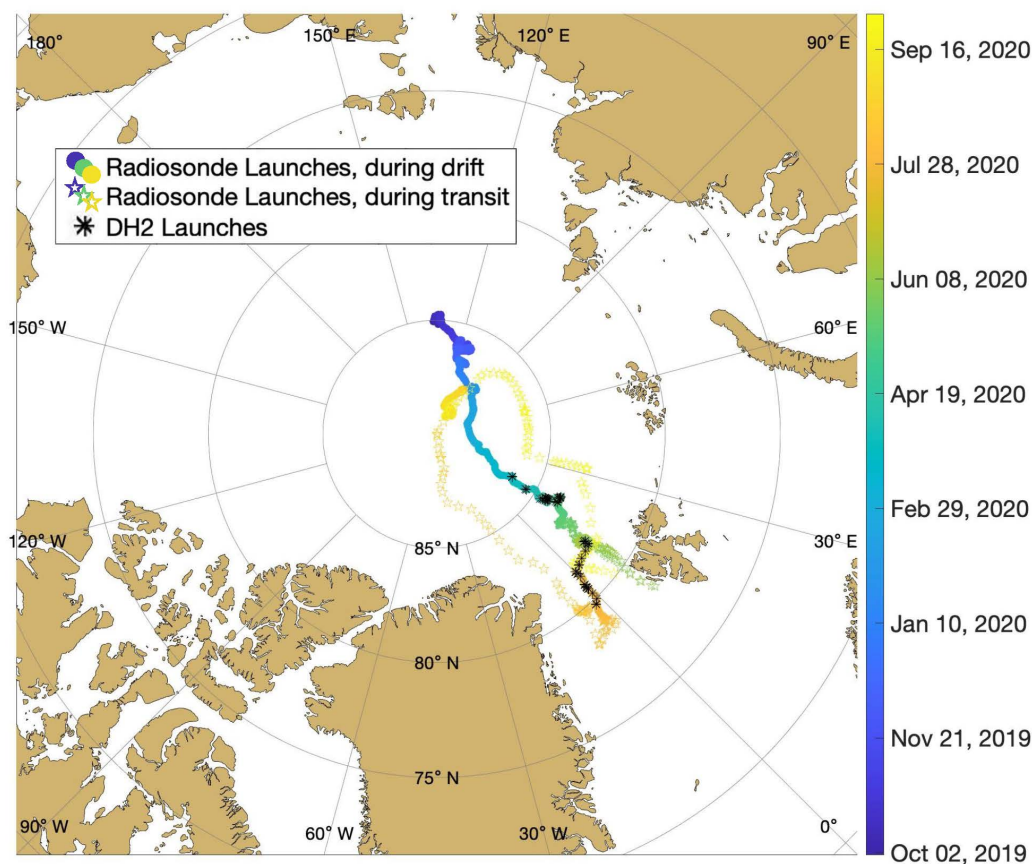 180°
150° E
120° E
90° E
Radiosonde Launches, during drift
Radiosonde Launches, during transit
DH2 Launches
150° W
60° E
120° W
85° N
30° E
80° N
75° N
90° W
60° W
30° W
0°
Sep 16, 2020
Jul 28, 2020
Jun 08, 2020
Apr 19, 2020
Feb 29, 2020
Jan 10, 2020
Nov 21, 2019
Oct 02, 2019